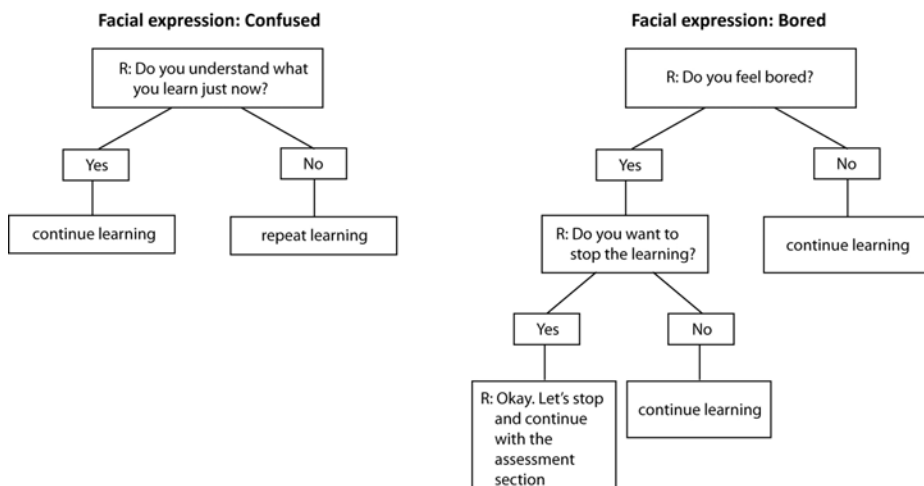 Facial expression: Confused
R: Do you understand what
you learn just now?
Yes
No
continue learning
repeat learning
Facial expression: Bored
R: Do you feel bored?
Yes
No
R: Do you want to
stop the learning?
continue learning
Yes
No
R: Okay. Let's stop
and continue
with the
assessment
section
continue learning